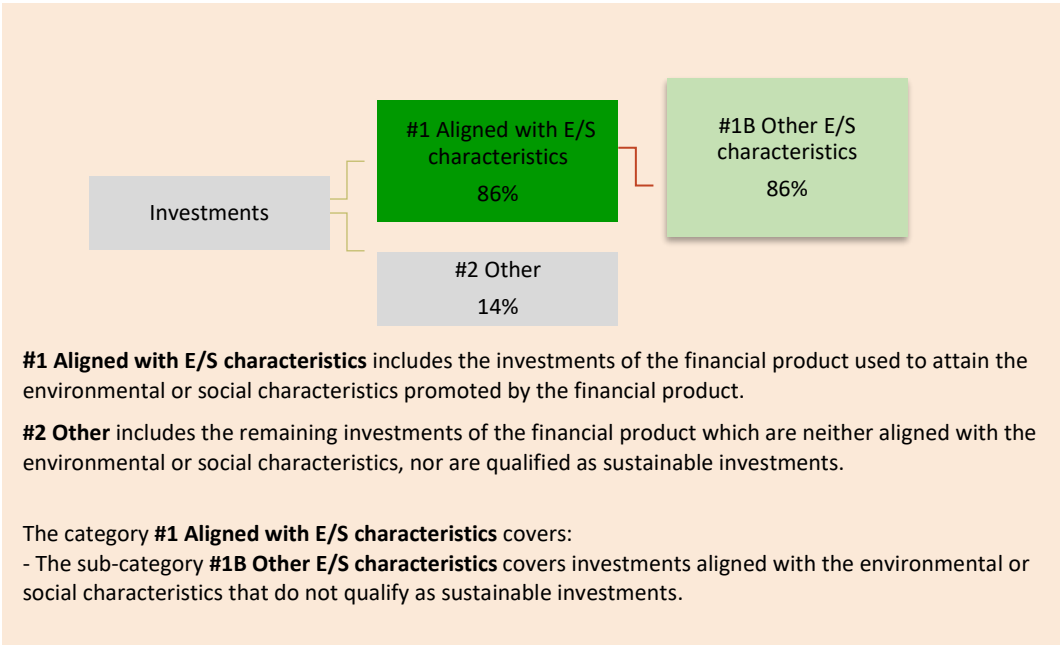 #1 Aligned with E/S
characteristics
86%
#1B Other E/S
characteristics
86%
Investments
#2 Other
14%
#1 Aligned with E/S characteristics includes the investments of the financial product used to attain the
environmental or social characteristics promoted by the financial product.
#2 Other includes the remaining investments of the financial product which are neither aligned with the
environmental or social characteristics, nor are qualified as sustainable investments.
The category #1 Aligned with E/S characteristics covers:
- The sub-category #1B Other E/S characteristics covers investments aligned with the environmental or
social characteristics that do not qualify as sustainable investments.